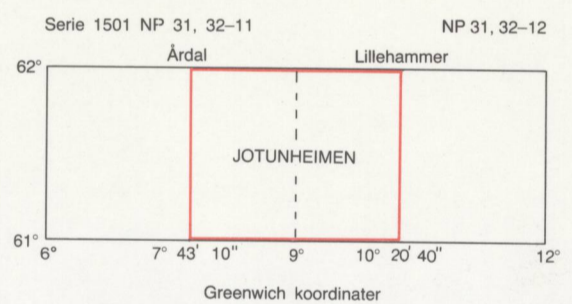 Serie 1501 NP 31, 32–11 NP 31, 32–12
Årdal Lillehammer
62°
JOTUNHEIMEN
61°
6° 7° 43' 10" 9° 10° 20' 40" 12°
Greenwich koordinater